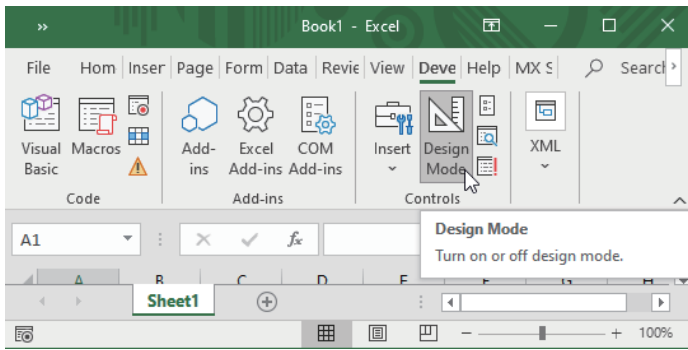 » Book1 - Excel
File Hom Inser Page Form Data Revie View Deve Help MX S Search
Visual Basic Macros Add-ins Excel Add-ins COM Add-ins Insert Design Mode XML
Code Add-ins Controls
Design Mode
Turn on or off design mode.
A1 fx
A B C D E F G H
Sheet1
100%